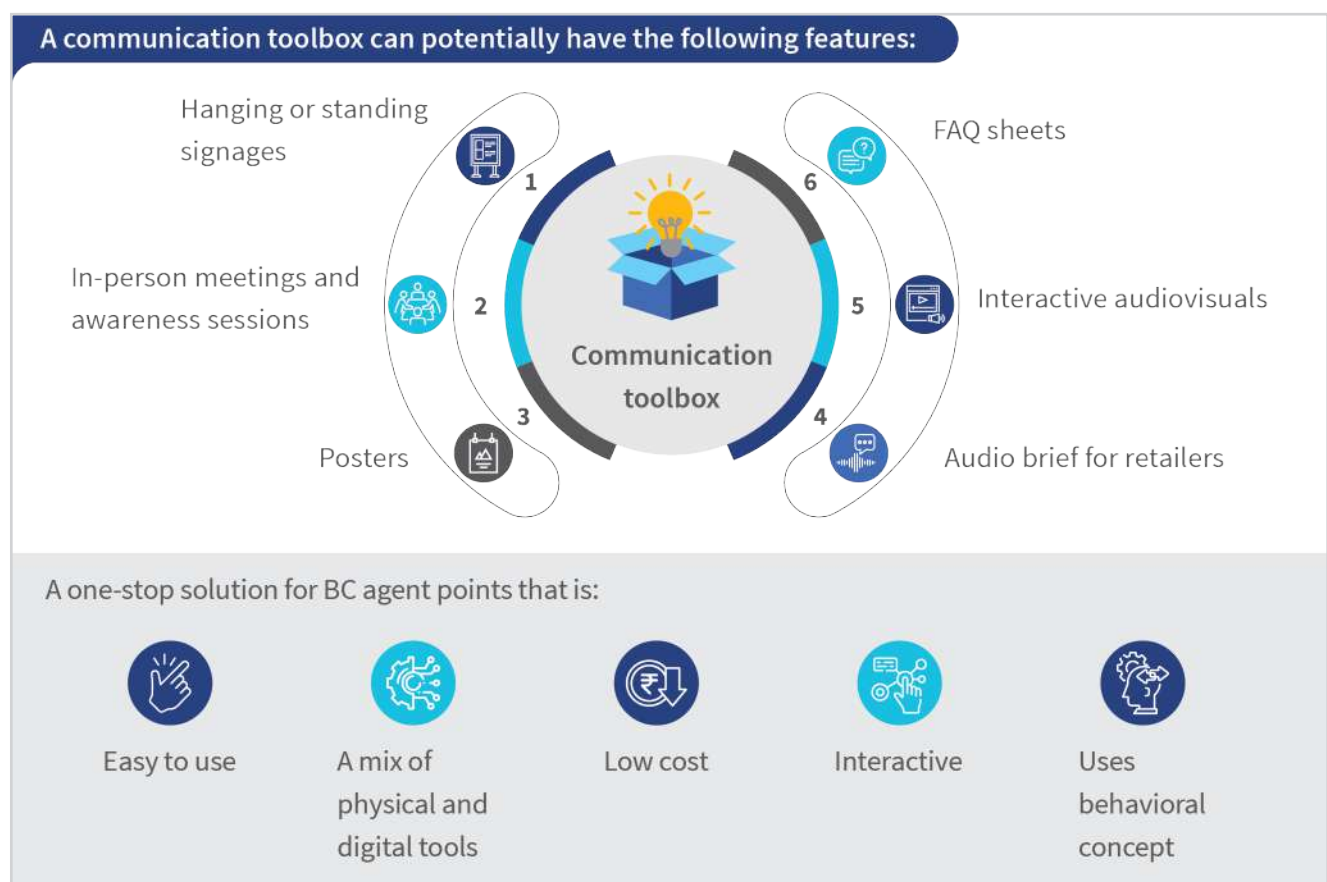 A communication toolbox can potentially have the following features:
Hanging or standing
signages
1
In-person meetings and
awareness sessions
2
Posters
3
Communication
toolbox
6
FAQ sheets
5
Interactive audiovisuals
4
Audio brief for retailers
A one-stop solution for BC agent points that is:
Easy to use
A mix of
physical and
digital tools
Low cost
Interactive
Uses
behavioral
concept